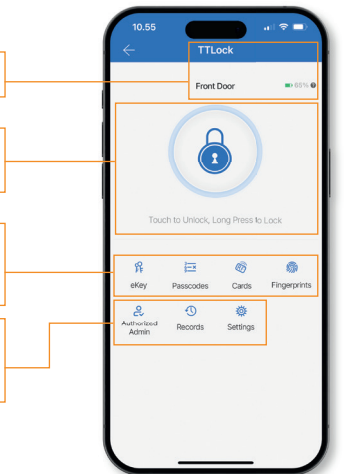 10.55
TTLock
Front Door 65%
Touch to Unlock, Long Press to Lock
eKey Passcodes Cards Fingerprints
Authorized Admin Records Settings